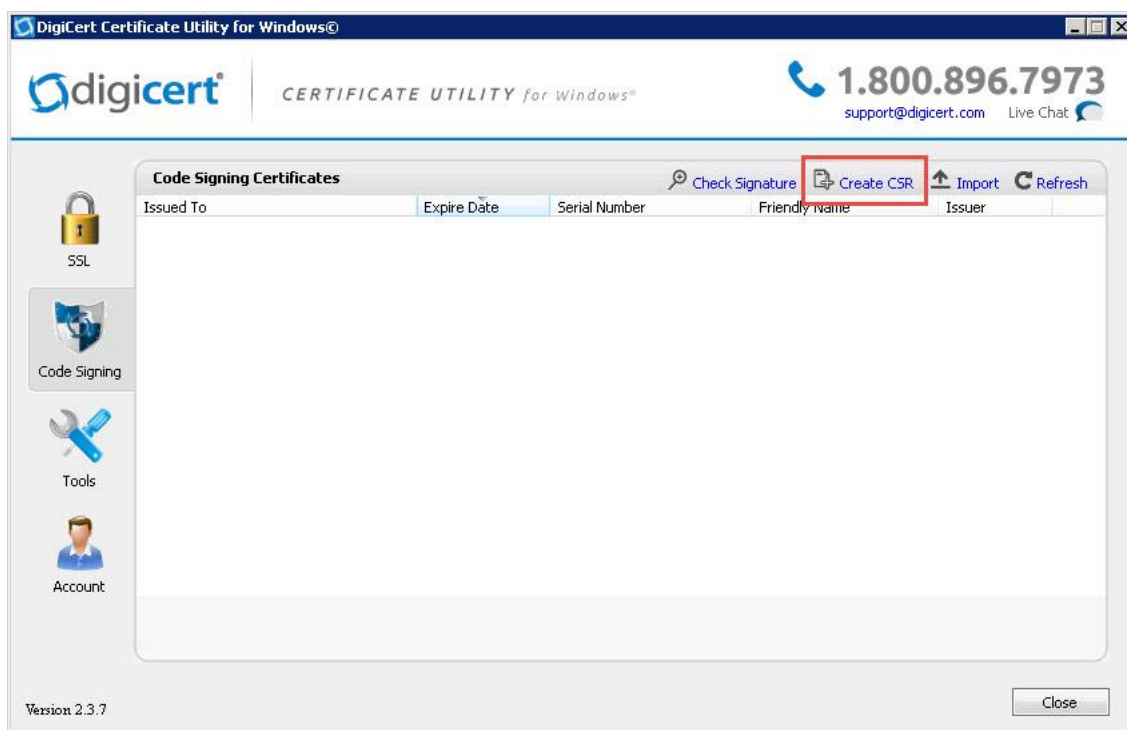 DigiCert Certificate Utility for Windows©
digicert®
CERTIFICATE UTILITY for Windows®
1.800.896.7973
support@digicert.com Live Chat
Code Signing Certificates
Check Signature Create CSR Import Refresh
Issued To Expire Date Serial Number Friendly Name Issuer
SSL
Code Signing
Tools
Account
Version 2.3.7
Close